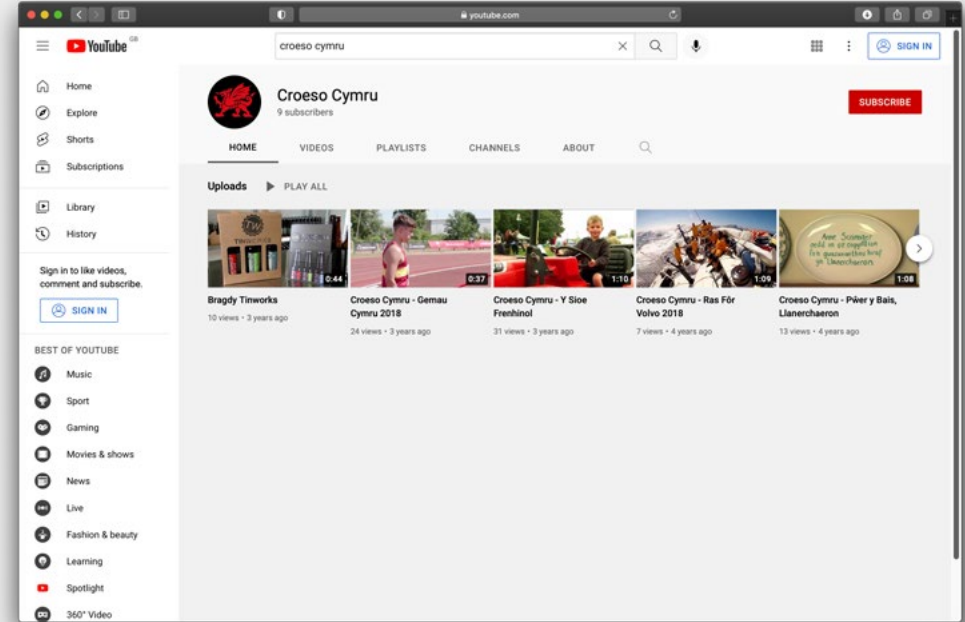 youtube.com
YouTube GB
croeso cymru
SIGN IN
Home
Explore
Shorts
Subscriptions
Library
History
Sign in to like videos,
comment and subscribe.
SIGN IN
BEST OF YOUTUBE
Music
Sport
Gaming
Movies & shows
News
Live
Fashion & beauty
Learning
Spotlight
360° Video
Croeso Cymru
9 subscribers
SUBSCRIBE
HOME VIDEOS PLAYLISTS CHANNELS ABOUT
Uploads PLAY ALL
0:44
Bragdy Tinworks
10 views • 3 years ago
0:37
Croeso Cymru - Gemau
Cymru 2018
24 views • 3 years ago
1:10
Croeso Cymru - Y Sioe
Frenhinol
31 views • 3 years ago
1:09
Croeso Cymru - Ras Fôr
Volvo 2018
7 views • 4 years ago
1:08
Croeso Cymru - Pŵer y Bais,
Llanerchaeron
13 views • 4 years ago